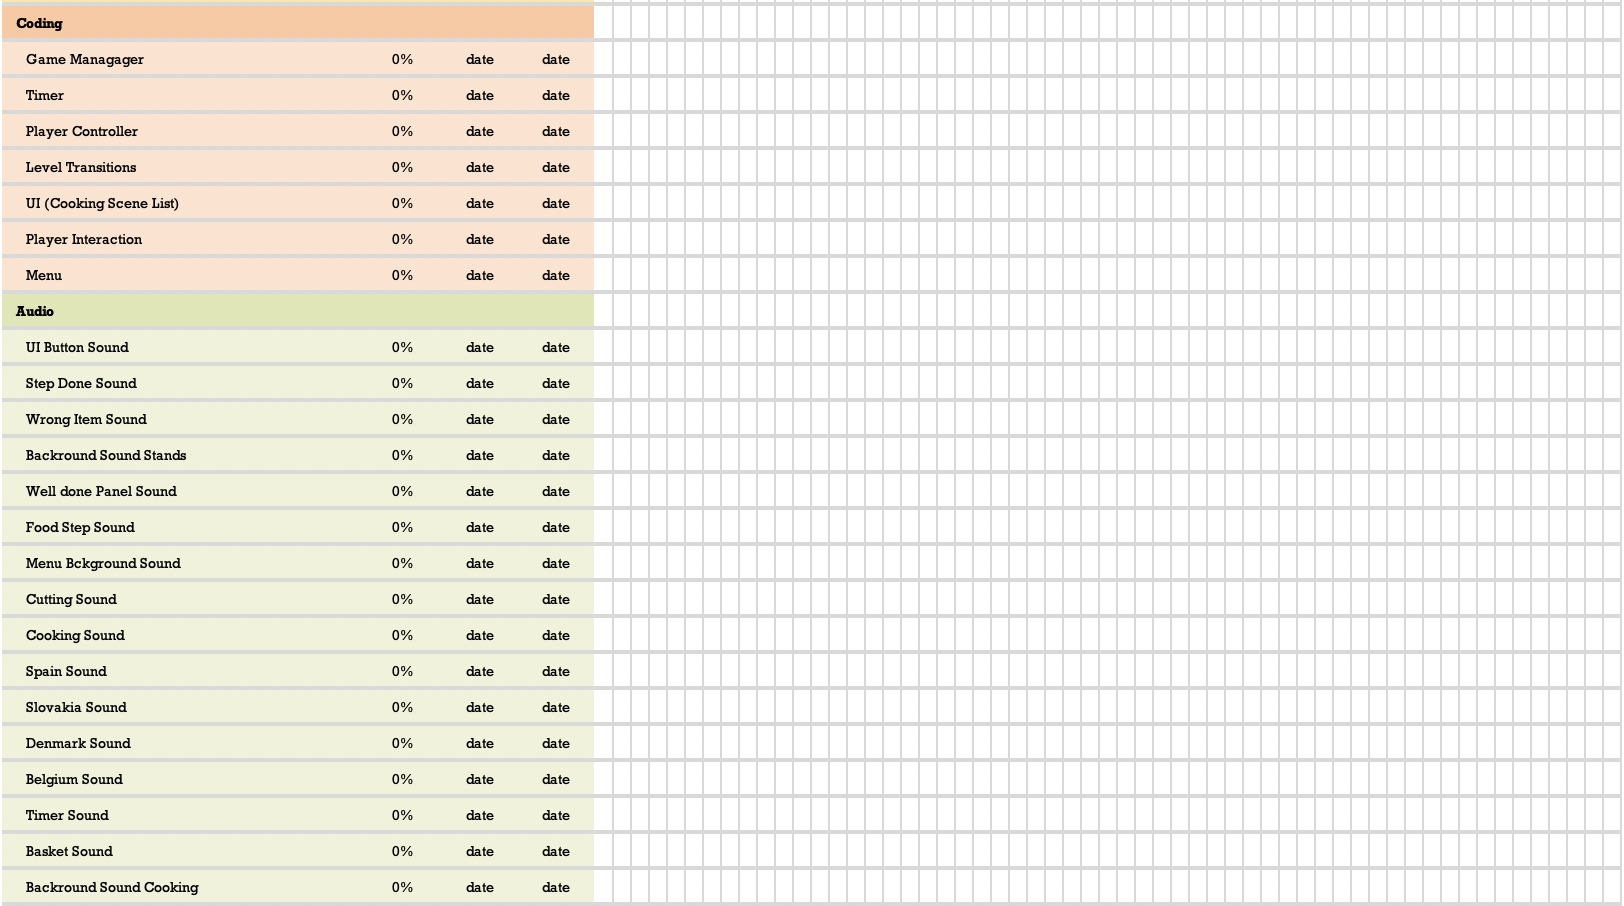 Coding
Game Managager 0% date date
Timer 0% date date
Player Controller 0% date date
Level Transitions 0% date date
UI (Cooking Scene List) 0% date date
Player Interaction 0% date date
Menu 0% date date
Audio
UI Button Sound 0% date date
Step Done Sound 0% date date
Wrong Item Sound 0% date date
Backround Sound Stands 0% date date
Well done Panel Sound 0% date date
Food Step Sound 0% date date
Menu Bckground Sound 0% date date
Cutting Sound 0% date date
Cooking Sound 0% date date
Spain Sound 0% date date
Slovakia Sound 0% date date
Denmark Sound 0% date date
Belgium Sound 0% date date
Timer Sound 0% date date
Basket Sound 0% date date
Backround Sound Cooking 0% date date